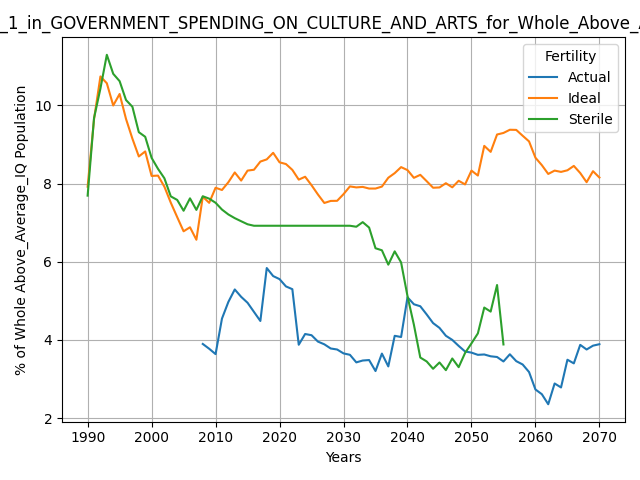 _1_in_GOVERNMENT_SPENDING_ON_CULTURE_AND_ARTS_for_Whole_Above_
% of Whole Above_Average_IQ Population
10
8
6
4
2
Fertility
Actual
Ideal
Sterile
1990 2000 2010 2020 2030 2040 2050 2060 2070
Years